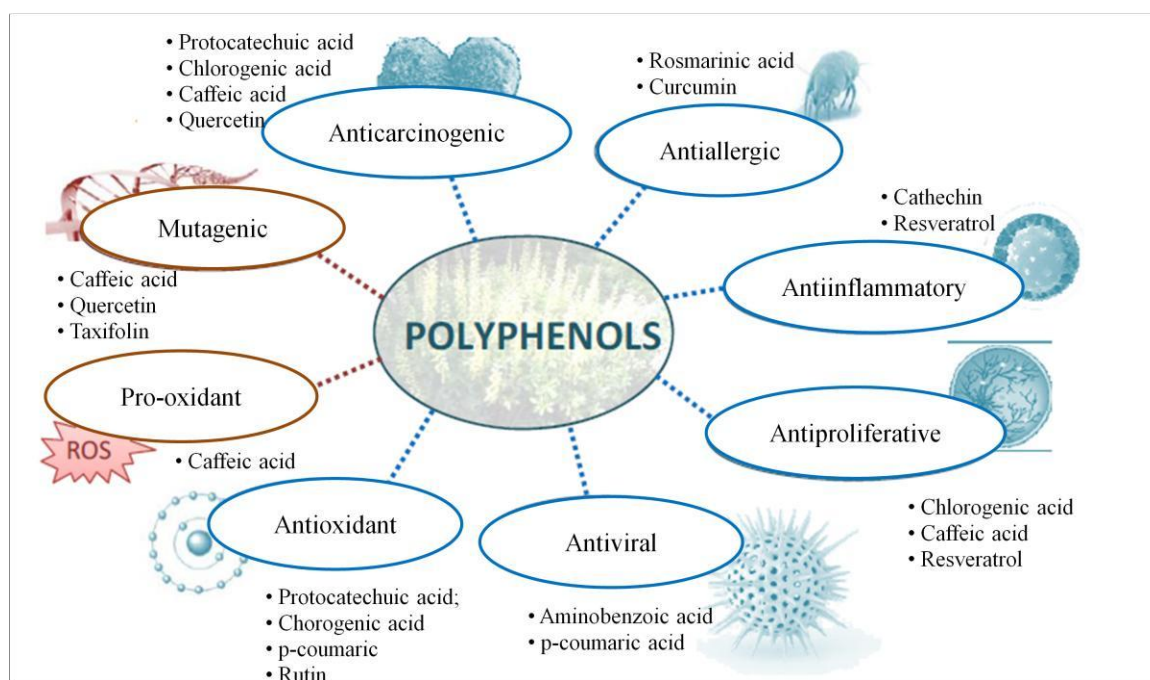 • Protocatechuic acid
• Chlorogenic acid
• Caffeic acid
• Quercetin
Anticarcinogenic
• Rosmarinic acid
• Curcumin
Antiallergic
• Cathechin
• Resveratrol
Antiinflammatory
Mutagenic
• Caffeic acid
• Quercetin
• Taxifolin
POLYPHENOLS
Pro-oxidant
ROS
• Caffeic acid
Antiproliferative
• Chlorogenic acid
• Caffeic acid
• Resveratrol
Antioxidant
• Protocatechuic acid;
• Chorogenic acid
• p-coumaric
• Rutin
Antiviral
• Aminobenzoic acid
• p-coumaric acid